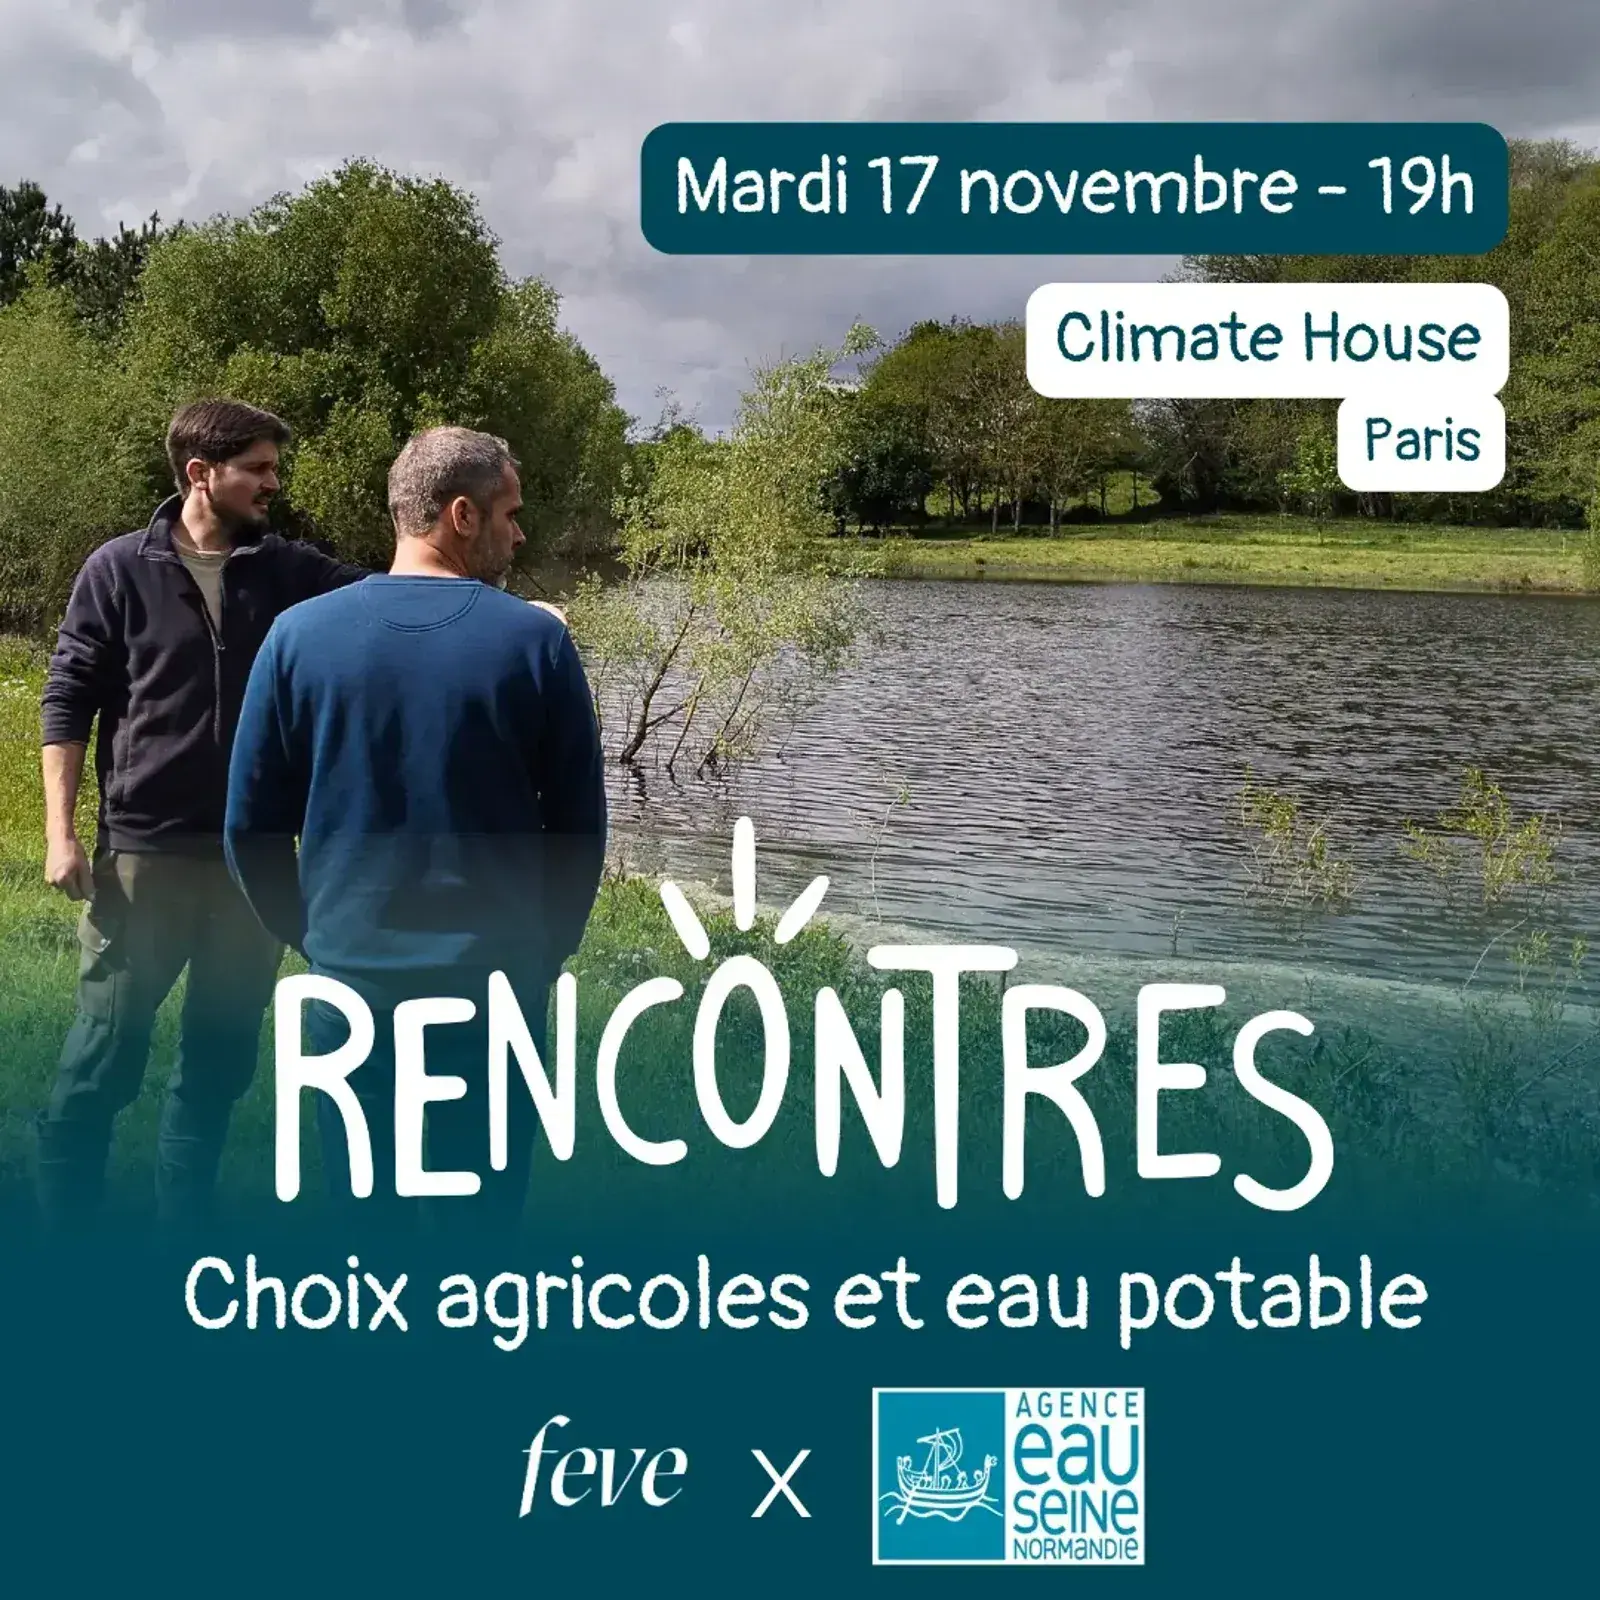 Mardi 17 novembre - 19h
Climate House
Paris
RENCONTRES
Choix agricoles et eau potable
feve X
AGENCE
eau
SEINE
NORMANDIE